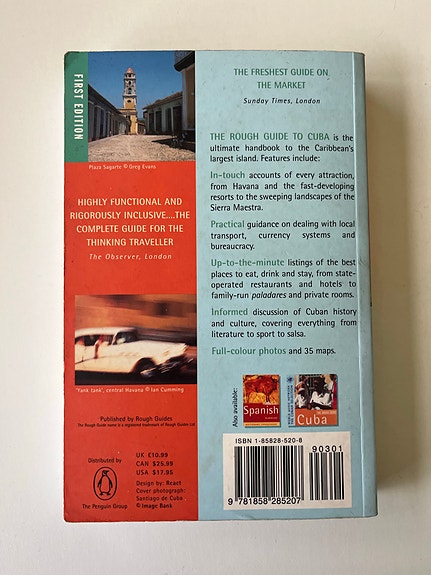 FIRST EDITION
Plaza Sagarte © Greg Evans
HIGHLY FUNCTIONAL AND
RIGOROUSLY INCLUSIVE....THE
COMPLETE GUIDE FOR THE
THINKING TRAVELLER
The Observer, London
'Yank tank', central Havana © Ian Cumming
Published by Rough Guides
The Rough Guide name is a registered trademark of Rough Guides Ltd
Distributed by
The Penguin Group
UK £10.99
CAN $25.99
USA $17.95
Design by: React
Cover photograph:
Santiago de Cuba
© Image Bank
THE FRESHEST GUIDE ON
THE MARKET
Sunday Times, London
THE ROUGH GUIDE TO CUBA is the
ultimate handbook to the Caribbean's
largest island. Features include:
In-touch accounts of every attraction,
from Havana and the fast-developing
resorts to the sweeping landscapes of the
Sierra Maestra.
Practical guidance on dealing with local
transport, currency systems and
bureaucracy.
Up-to-the-minute listings of the best
places to eat, drink and stay, from state-
operated restaurants and hotels to
family-run paladares and private rooms.
Informed discussion of Cuban history
and culture, covering everything from
literature to sport to salsa.
Full-colour photos and 35 maps.
Also available:
Spanish
THE ROUGH GUIDE
Cuba
ISBN 1-85828-520-8
90301
9 781858 285207